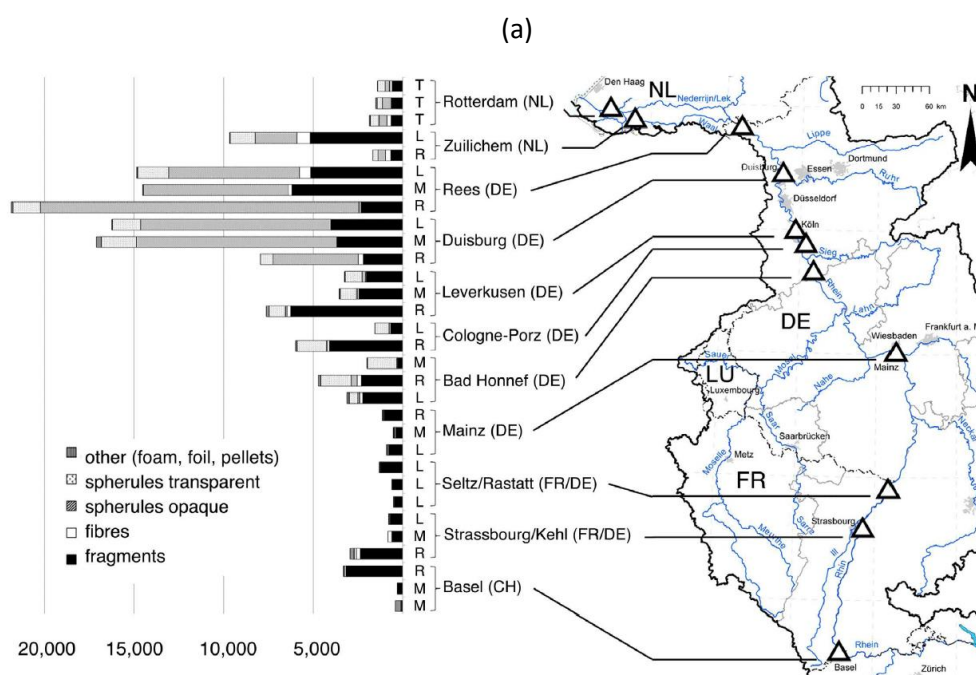 (a)
T
T
T
Rotterdam (NL)
L
R
Zuilichem (NL)
L
M
R
Rees (DE)
L
M
R
Duisburg (DE)
L
M
R
Leverkusen (DE)
L
R
Cologne-Porz (DE)
M
R
L
Bad Honnef (DE)
R
M
L
Mainz (DE)
L
L
L
Seltz/Rastatt (FR/DE)
L
M
R
Strassbourg/Kehl (FR/DE)
R
M
M
Basel (CH)
other (foam, foil, pellets)
spherules transparent
spherules opaque
fibres
fragments
20,000 15,000 10,000 5,000
Den Haag
NL
Nederrijn/Lek
Waal
0 15 30 60 km
N
Lippe
Duisburg
Essen
Dortmund
Ruhr
Düsseldorf
Köln
Sieg
Rhein
DE
Lahn
Wiesbaden
Frankfurt a. M
Mainz
Mosel
Nahe
Sauer
LU
Luxembourg
Saar
Saarbrücken
Moselle
Metz
FR
Sarre
Meurthe
Strasbourg
Ill
Rhin
Neckar
Rhein
Basel
Zürich